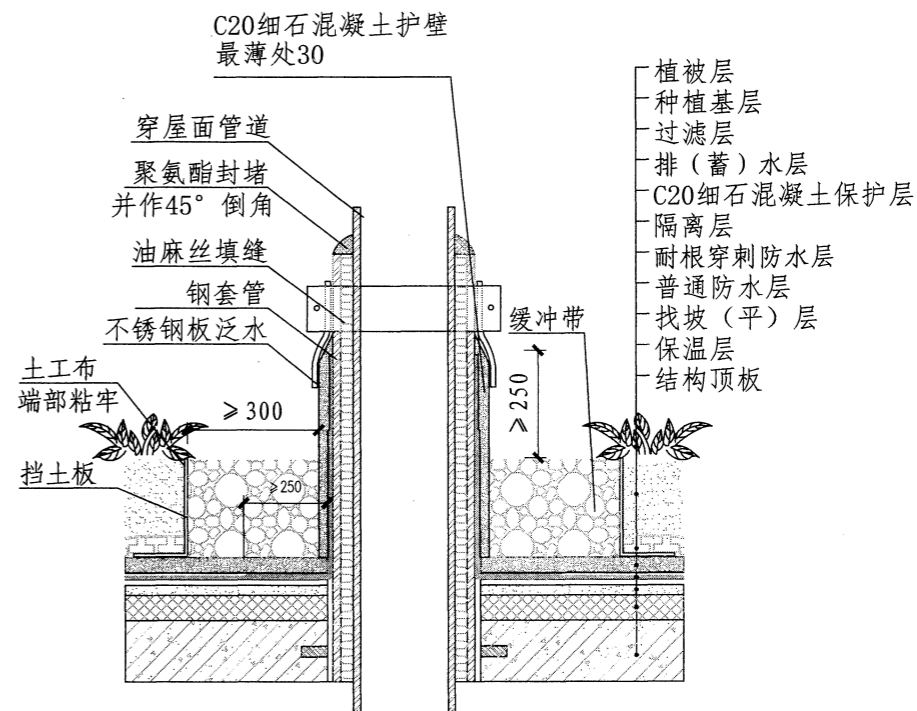 C20细石混凝土护壁
最薄处30
穿屋面管道
聚氨酯封堵
并作45°倒角
油麻丝填缝
钢套管
不锈钢板泛水
土工布
端部粘牢
挡土板
≥300
≥250
≥250
缓冲带
植被层
种植基层
过滤层
排（蓄）水层
C20细石混凝土保护层
隔离层
耐根穿刺防水层
普通防水层
找坡（平）层
保温层
结构顶板